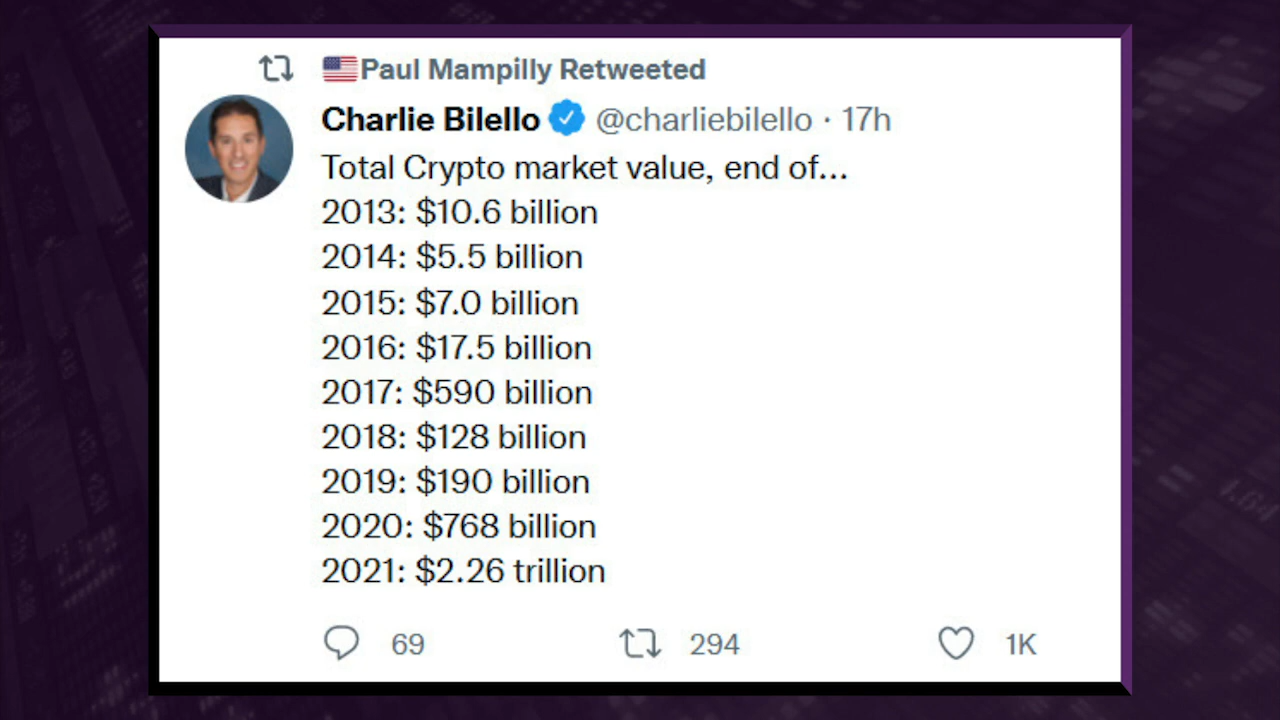 Paul Mampilly Retweeted
Charlie Bilello @charliebilello · 17h
Total Crypto market value, end of...
2013: $10.6 billion
2014: $5.5 billion
2015: $7.0 billion
2016: $17.5 billion
2017: $590 billion
2018: $128 billion
2019: $190 billion
2020: $768 billion
2021: $2.26 trillion
69 294 1K